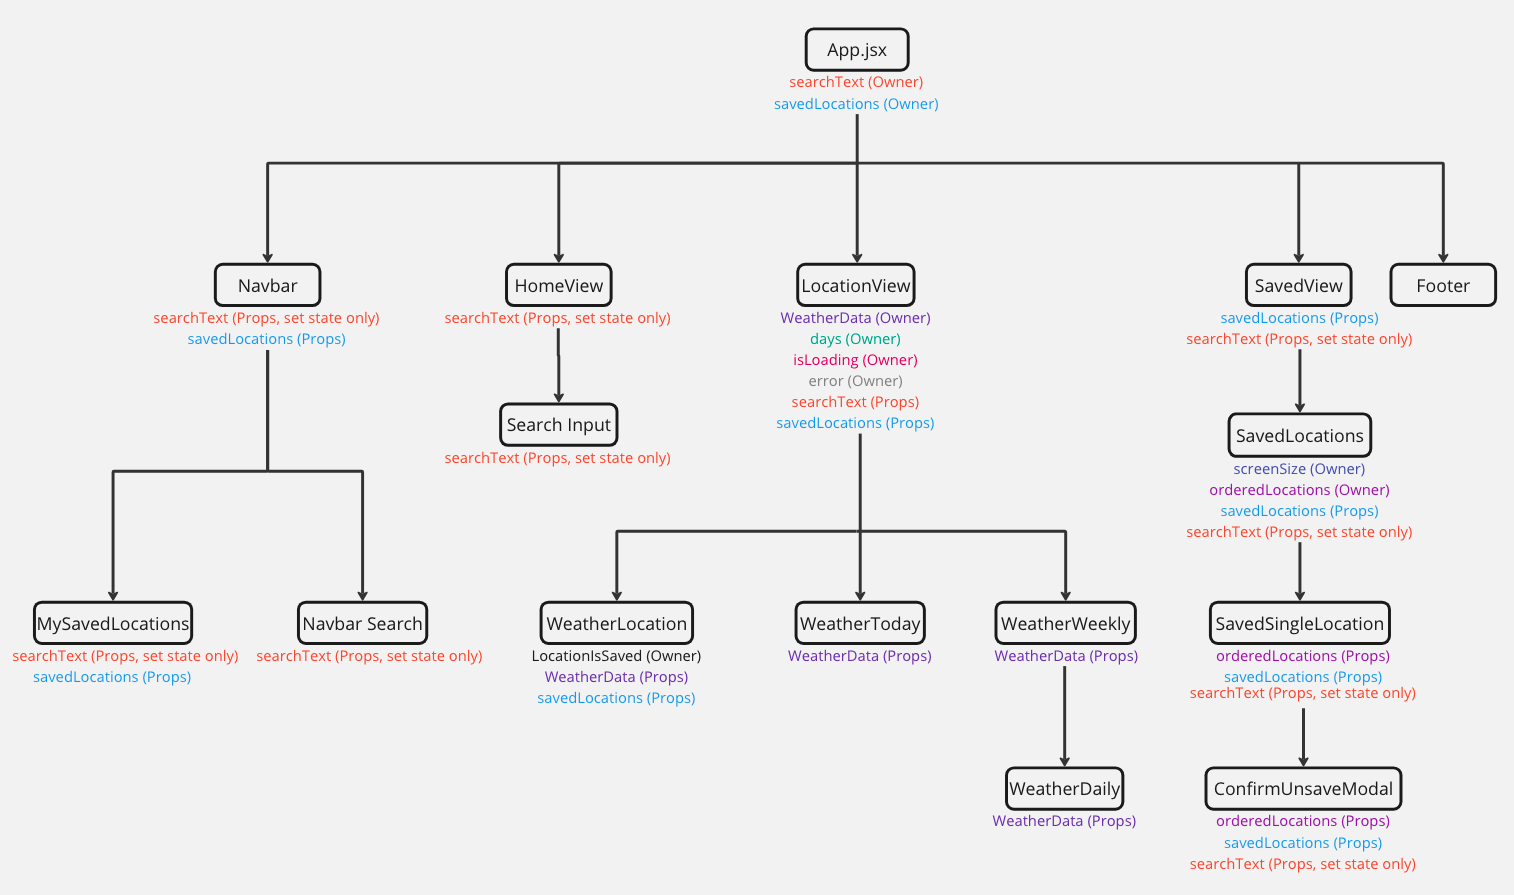 App.jsx
searchText (Owner)
savedLocations (Owner)
Navbar
searchText (Props, set state only)
savedLocations (Props)
HomeView
searchText (Props, set state only)
Search Input
searchText (Props, set state only)
LocationView
WeatherData (Owner)
days (Owner)
isLoading (Owner)
error (Owner)
searchText (Props)
savedLocations (Props)
SavedView
savedLocations (Props)
searchText (Props, set state only)
Footer
SavedLocations
screenSize (Owner)
orderedLocations (Owner)
savedLocations (Props)
searchText (Props, set state only)
MySavedLocations
searchText (Props, set state only)
savedLocations (Props)
Navbar Search
searchText (Props, set state only)
WeatherLocation
LocationIsSaved (Owner)
WeatherData (Props)
savedLocations (Props)
WeatherToday
WeatherData (Props)
WeatherWeekly
WeatherData (Props)
SavedSingleLocation
orderedLocations (Props)
savedLocations (Props)
searchText (Props, set state only)
WeatherDaily
WeatherData (Props)
ConfirmUnsaveModal
orderedLocations (Props)
savedLocations (Props)
searchText (Props, set state only)